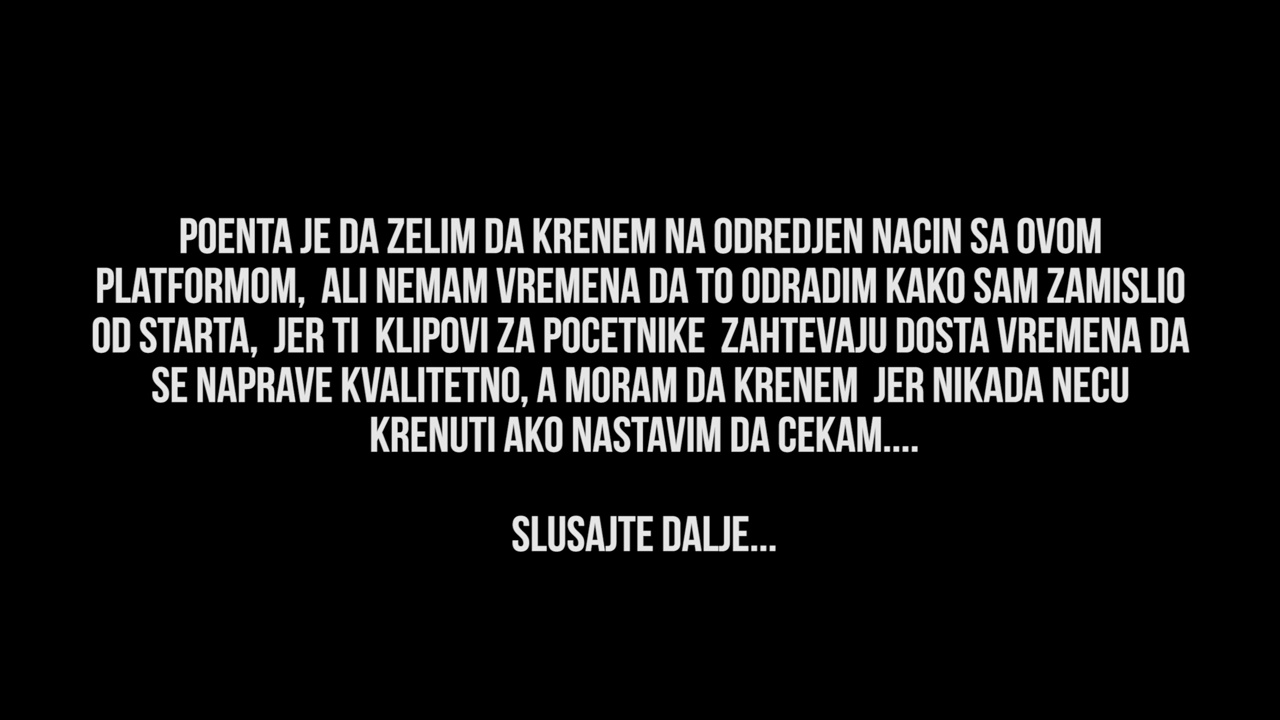 POENTA JE DA ZELIM DA KRENEM NA ODREDJEN NACIN SA OVOM
PLATFORMOM, ALI NEMAM VREMENA DA TO ODRADIM KAKO SAM ZAMISLIO
OD STARTA, JER TI KLIPOVI ZA POCETNIKE ZAHTEVAJU DOSTA VREMENA DA
SE NAPRAVE KVALITETNO, A MORAM DA KRENEM JER NIKADA NECU
KRENUTI AKO NASTAVIM DA CEKAM....
SLUSAJTE DALJE...